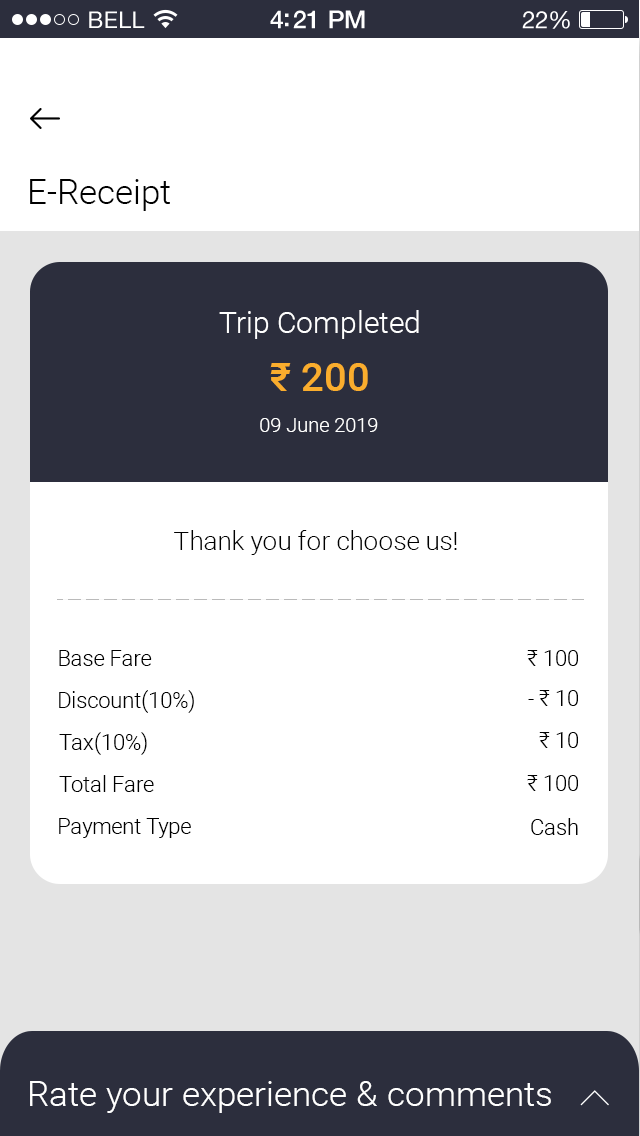 BELL 4:21 PM 22%
E-Receipt
Trip Completed
₹ 200
09 June 2019
Thank you for choose us!
Base Fare ₹ 100
Discount(10%) - ₹ 10
Tax(10%) ₹ 10
Total Fare ₹ 100
Payment Type Cash
Rate your experience & comments